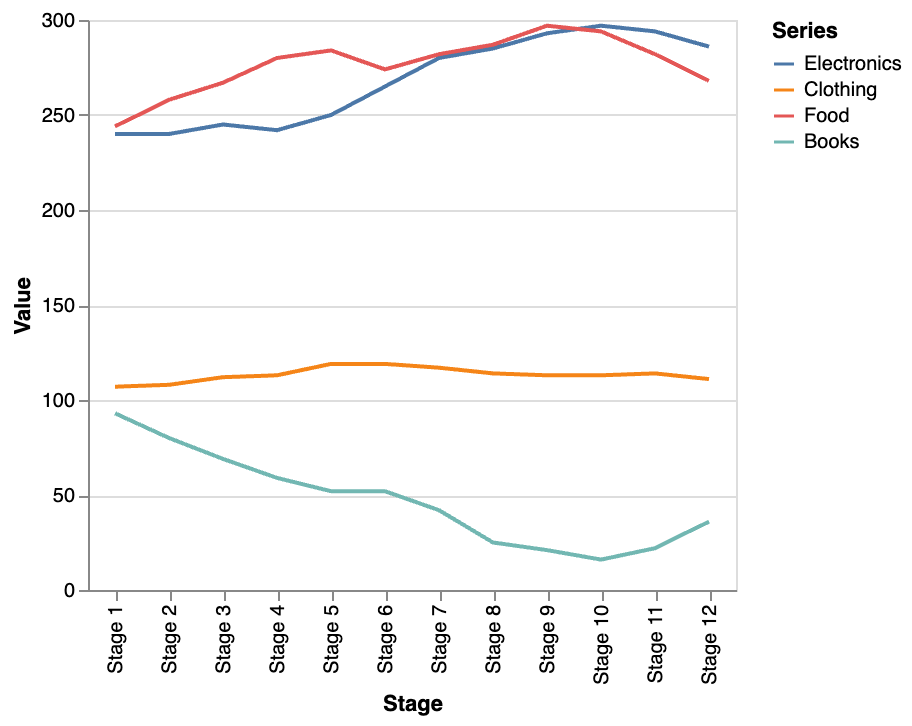 300
250
200
150
100
50
0
Value
Stage 1
Stage 2
Stage 3
Stage 4
Stage 5
Stage 6
Stage 7
Stage 8
Stage 9
Stage 10
Stage 11
Stage 12
Stage
Series
Electronics
Clothing
Food
Books